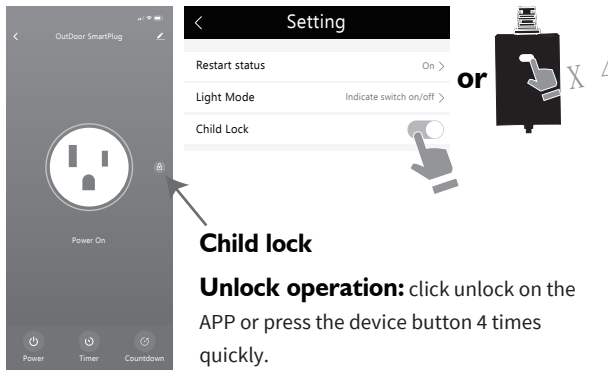 OutDoor SmartPlug
Power On
Power
Timer
Countdown
Setting
Restart status On
Light Mode Indicate switch on/off
Child Lock
or
X 4
Child lock
Unlock operation: click unlock on the
APP or press the device button 4 times
quickly.